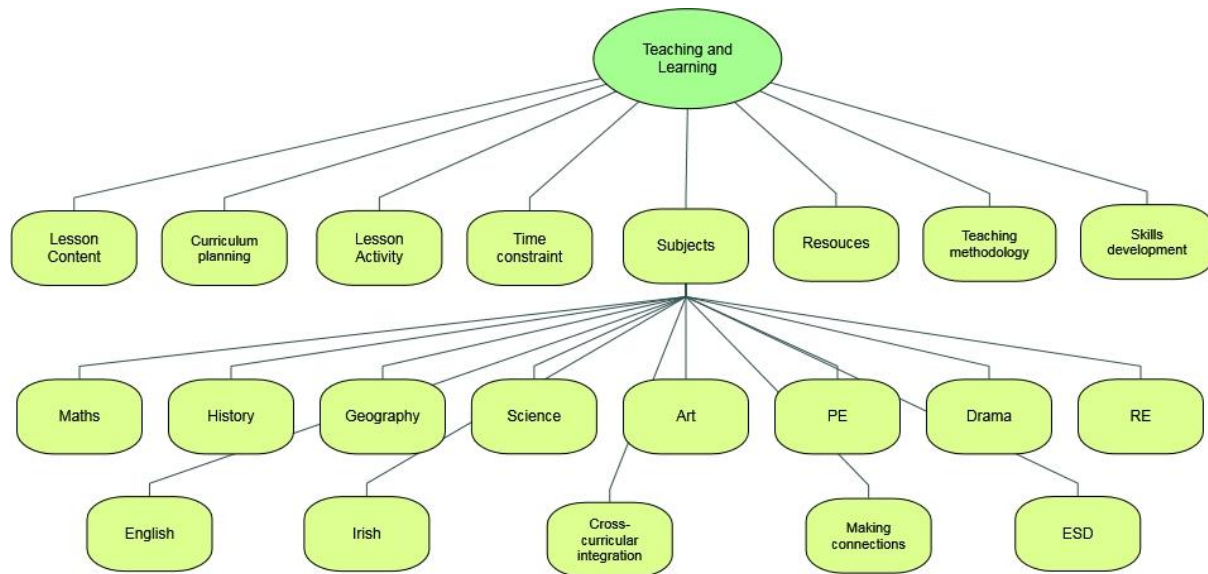 Teaching and
Learning
Lesson
Content
Curriculum
planning
Lesson
Activity
Time
constraint
Subjects
Resouces
Teaching
methodology
Skills
development
Maths
History
Geography
Science
Art
PE
Drama
RE
English
Irish
Cross-
curricular
integration
Making
connections
ESD